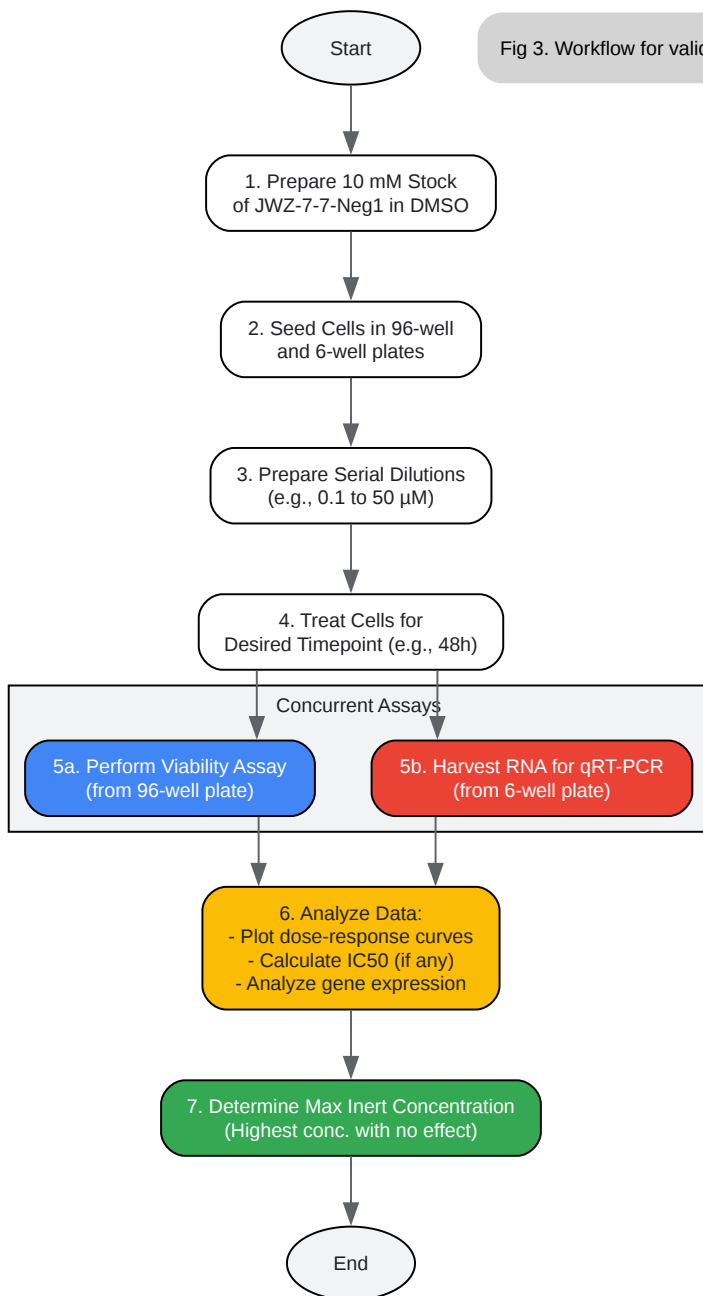 Start
Fig 3. Workflow for valid
1. Prepare 10 mM Stock
of JWZ-7-7-Neg1 in DMSO
2. Seed Cells in 96-well
and 6-well plates
3. Prepare Serial Dilutions
(e.g., 0.1 to 50 µM)
4. Treat Cells for
Desired Timepoint (e.g., 48h)
Concurrent Assays
5a. Perform Viability Assay
(from 96-well plate)
5b. Harvest RNA for qRT-PCR
(from 6-well plate)
6. Analyze Data:
- Plot dose-response curves
- Calculate IC50 (if any)
- Analyze gene expression
7. Determine Max Inert Concentration
(Highest conc. with no effect)
End